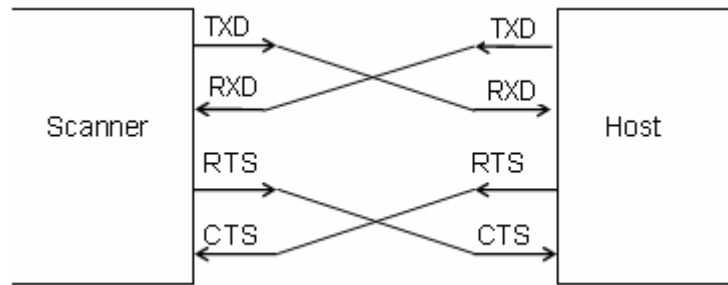 TXD TXD
RXD RXD
Scanner Host
RTS RTS
CTS CTS